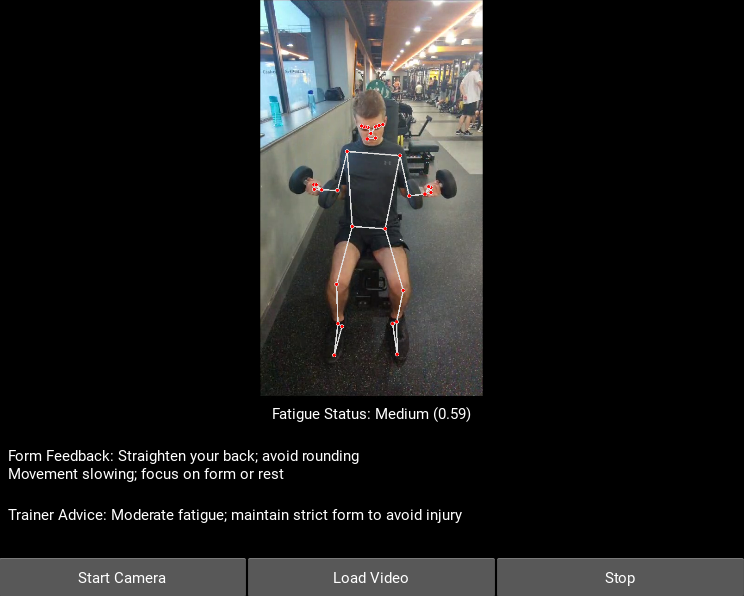 Fatigue Status: Medium (0.59)
Form Feedback: Straighten your back; avoid rounding
Movement slowing; focus on form or rest
Trainer Advice: Moderate fatigue; maintain strict form to avoid injury
Start Camera
Load Video
Stop